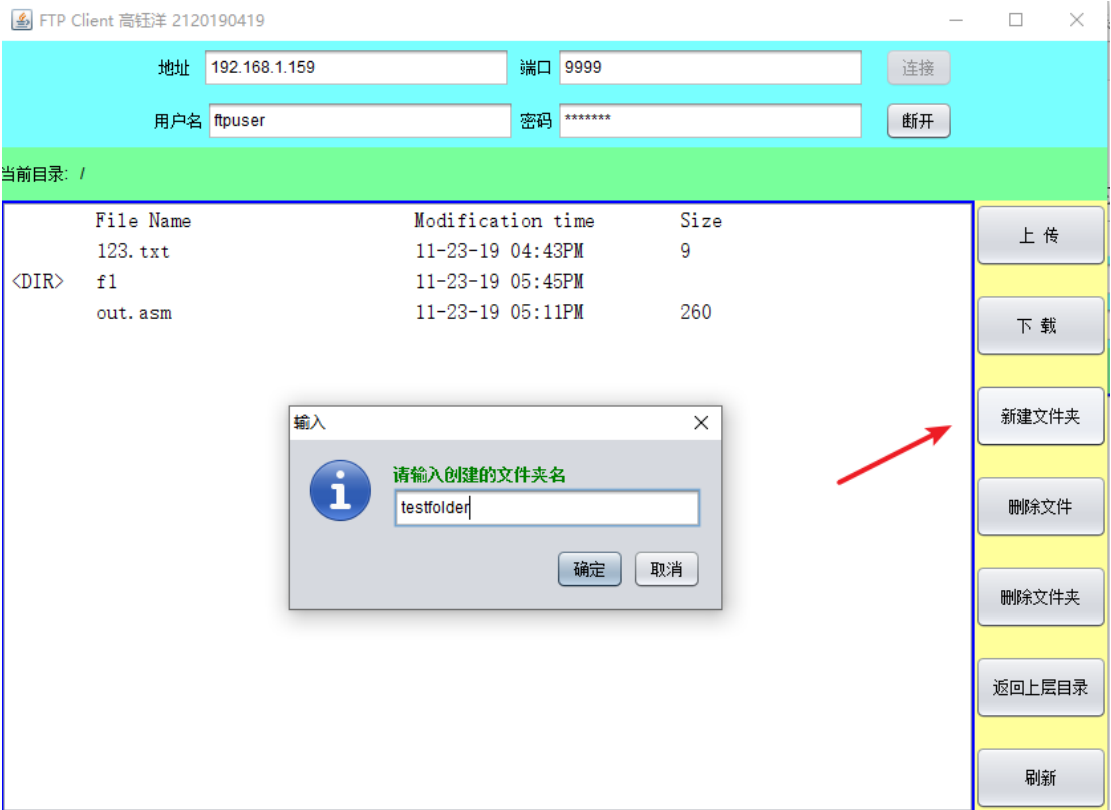 FTP Client 高钰洋 2120190419
地址 192.168.1.159 端口 9999 连接
用户名 ftpuser 密码 ******* 断开
当前目录: /
File Name Modification time Size
123.txt 11-23-19 04:43PM 9
<DIR> f1 11-23-19 05:45PM
out.asm 11-23-19 05:11PM 260
输入
请输入创建的文件夹名
testfolder
确定 取消
上 传
下 载
新建文件夹
删除文件
删除文件夹
返回上层目录
刷新